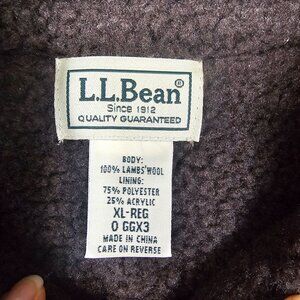 L.L.Bean®
Since 1912
QUALITY GUARANTEED
BODY:
100% LAMBS'WOOL
LINING:
75% POLYESTER
25% ACRYLIC
XL-REG
0 GGX3
MADE IN CHINA
CARE ON REVERSE